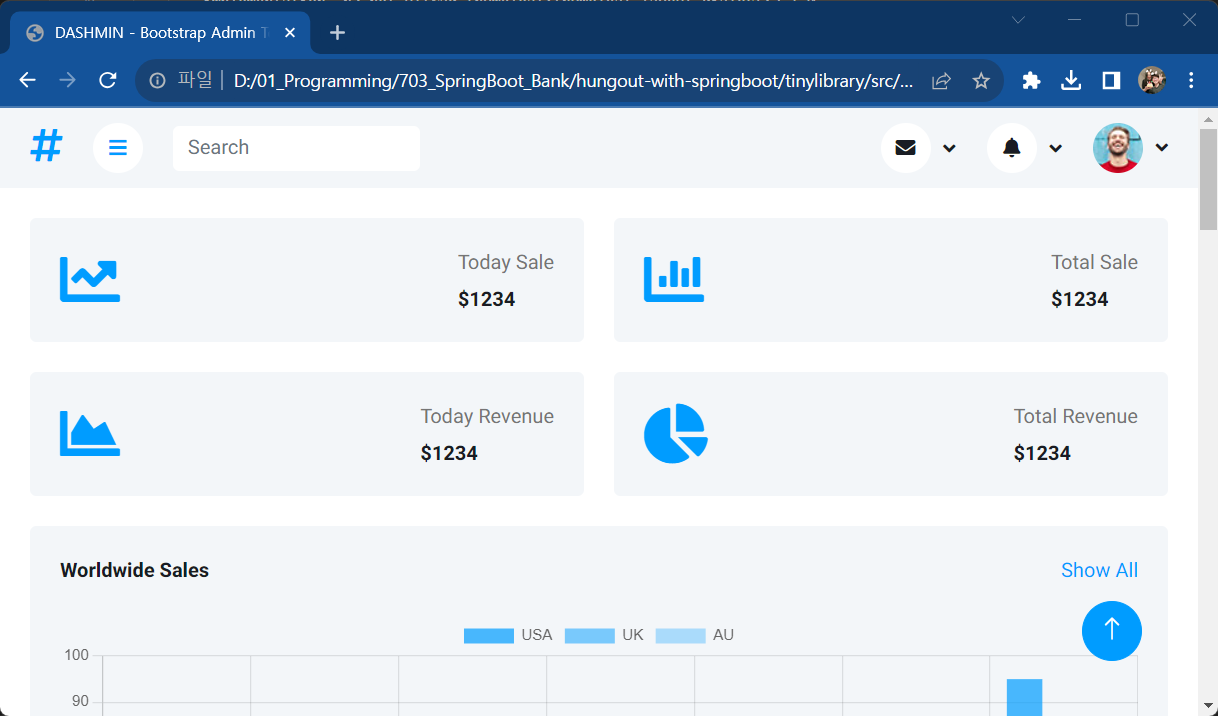 DASHMIN - Bootstrap Admin T
파일 | D:/01_Programming/703_SpringBoot_Bank/hungout-with-springboot/tinylibrary/src/...
#
Search
Today Sale
$1234
Total Sale
$1234
Today Revenue
$1234
Total Revenue
$1234
Worldwide Sales
Show All
USA UK AU
100
90